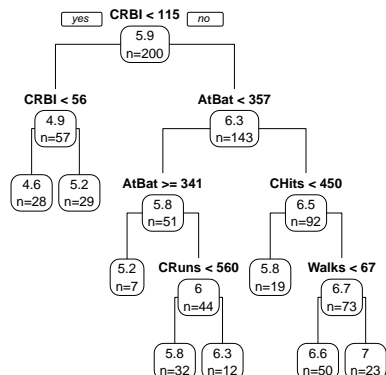 yes CRBI < 115 no
5.9
n=200
CRBI < 56
AtBat < 357
4.9
n=57
6.3
n=143
4.6
n=28
5.2
n=29
AtBat >= 341
CHits < 450
5.8
n=51
6.5
n=92
5.2
n=7
CRuns < 560
5.8
n=19
Walks < 67
6
n=44
6.7
n=73
5.8
n=32
6.3
n=12
6.6
n=50
7
n=23